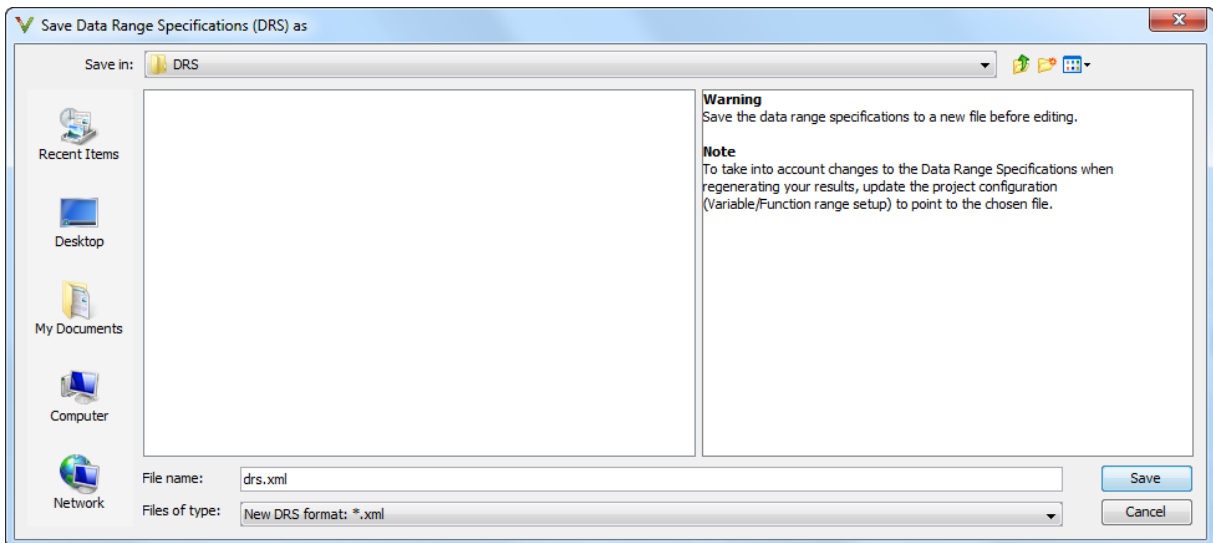 Save Data Range Specifications (DRS) as
Save in:
DRS
Recent Items
Desktop
My Documents
Computer
Network
Warning
Save the data range specifications to a new file before editing.
Note
To take into account changes to the Data Range Specifications when
regenerating your results, update the project configuration
(Variable/Function range setup) to point to the chosen file.
File name:
drs.xml
Save
Files of type:
New DRS format: *.xml
Cancel